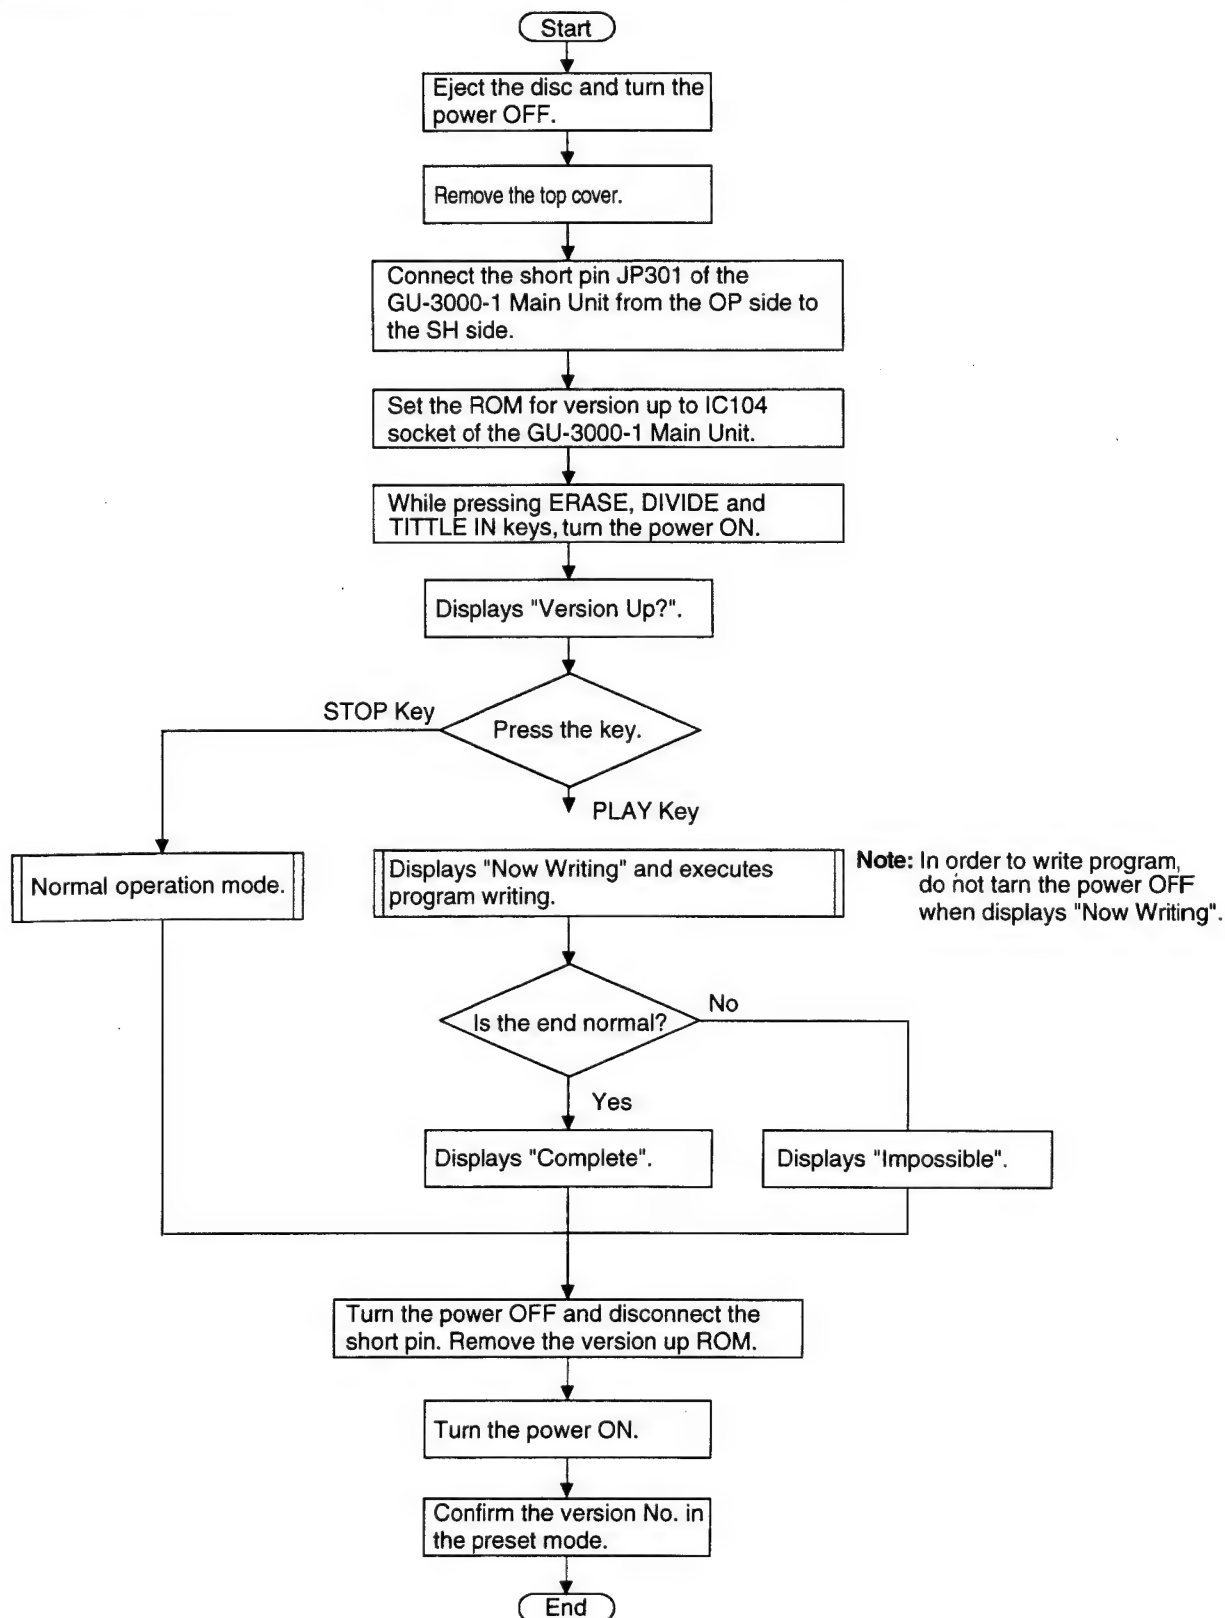 Start
Eject the disc and turn the
power OFF.
Remove the top cover.
Connect the short pin JP301 of the
GU-3000-1 Main Unit from the OP side to
the SH side.
Set the ROM for version up to IC104
socket of the GU-3000-1 Main Unit.
While pressing ERASE, DIVIDE and
TITTLE IN keys, turn the power ON.
Displays "Version Up?".
STOP Key
Press the key.
PLAY Key
Normal operation mode.
Displays "Now Writing" and executes
program writing.
Note: In order to write program,
do not tarn the power OFF
when displays "Now Writing".
Is the end normal?
No
Yes
Displays "Complete".
Displays "Impossible".
Turn the power OFF and disconnect the
short pin. Remove the version up ROM.
Turn the power ON.
Confirm the version No. in
the preset mode.
End